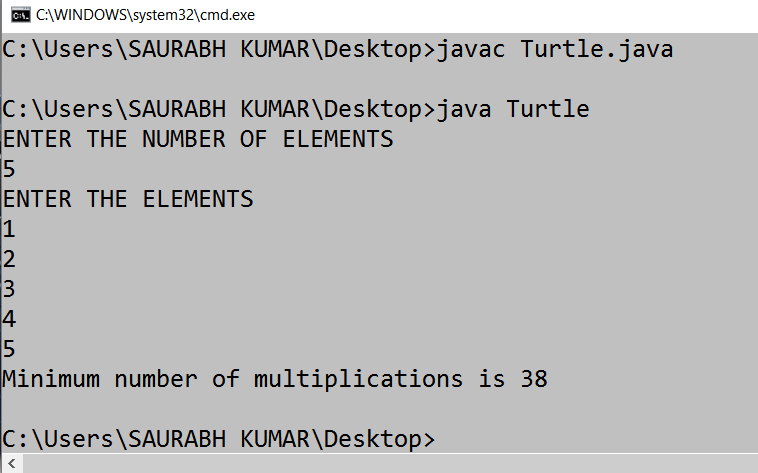 C:\WINDOWS\system32\cmd.exe
C:\Users\SAURABH KUMAR\Desktop>javac Turtle.java
C:\Users\SAURABH KUMAR\Desktop>java Turtle
ENTER THE NUMBER OF ELEMENTS
5
ENTER THE ELEMENTS
1
2
3
4
5
Minimum number of multiplications is 38
C:\Users\SAURABH KUMAR\Desktop>